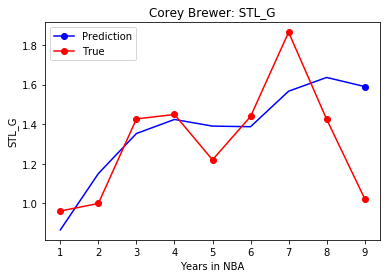 Corey Brewer: STL_G
Prediction
True
STL_G
1.8
1.6
1.4
1.2
1.0
1 2 3 4 5 6 7 8 9
Years in NBA